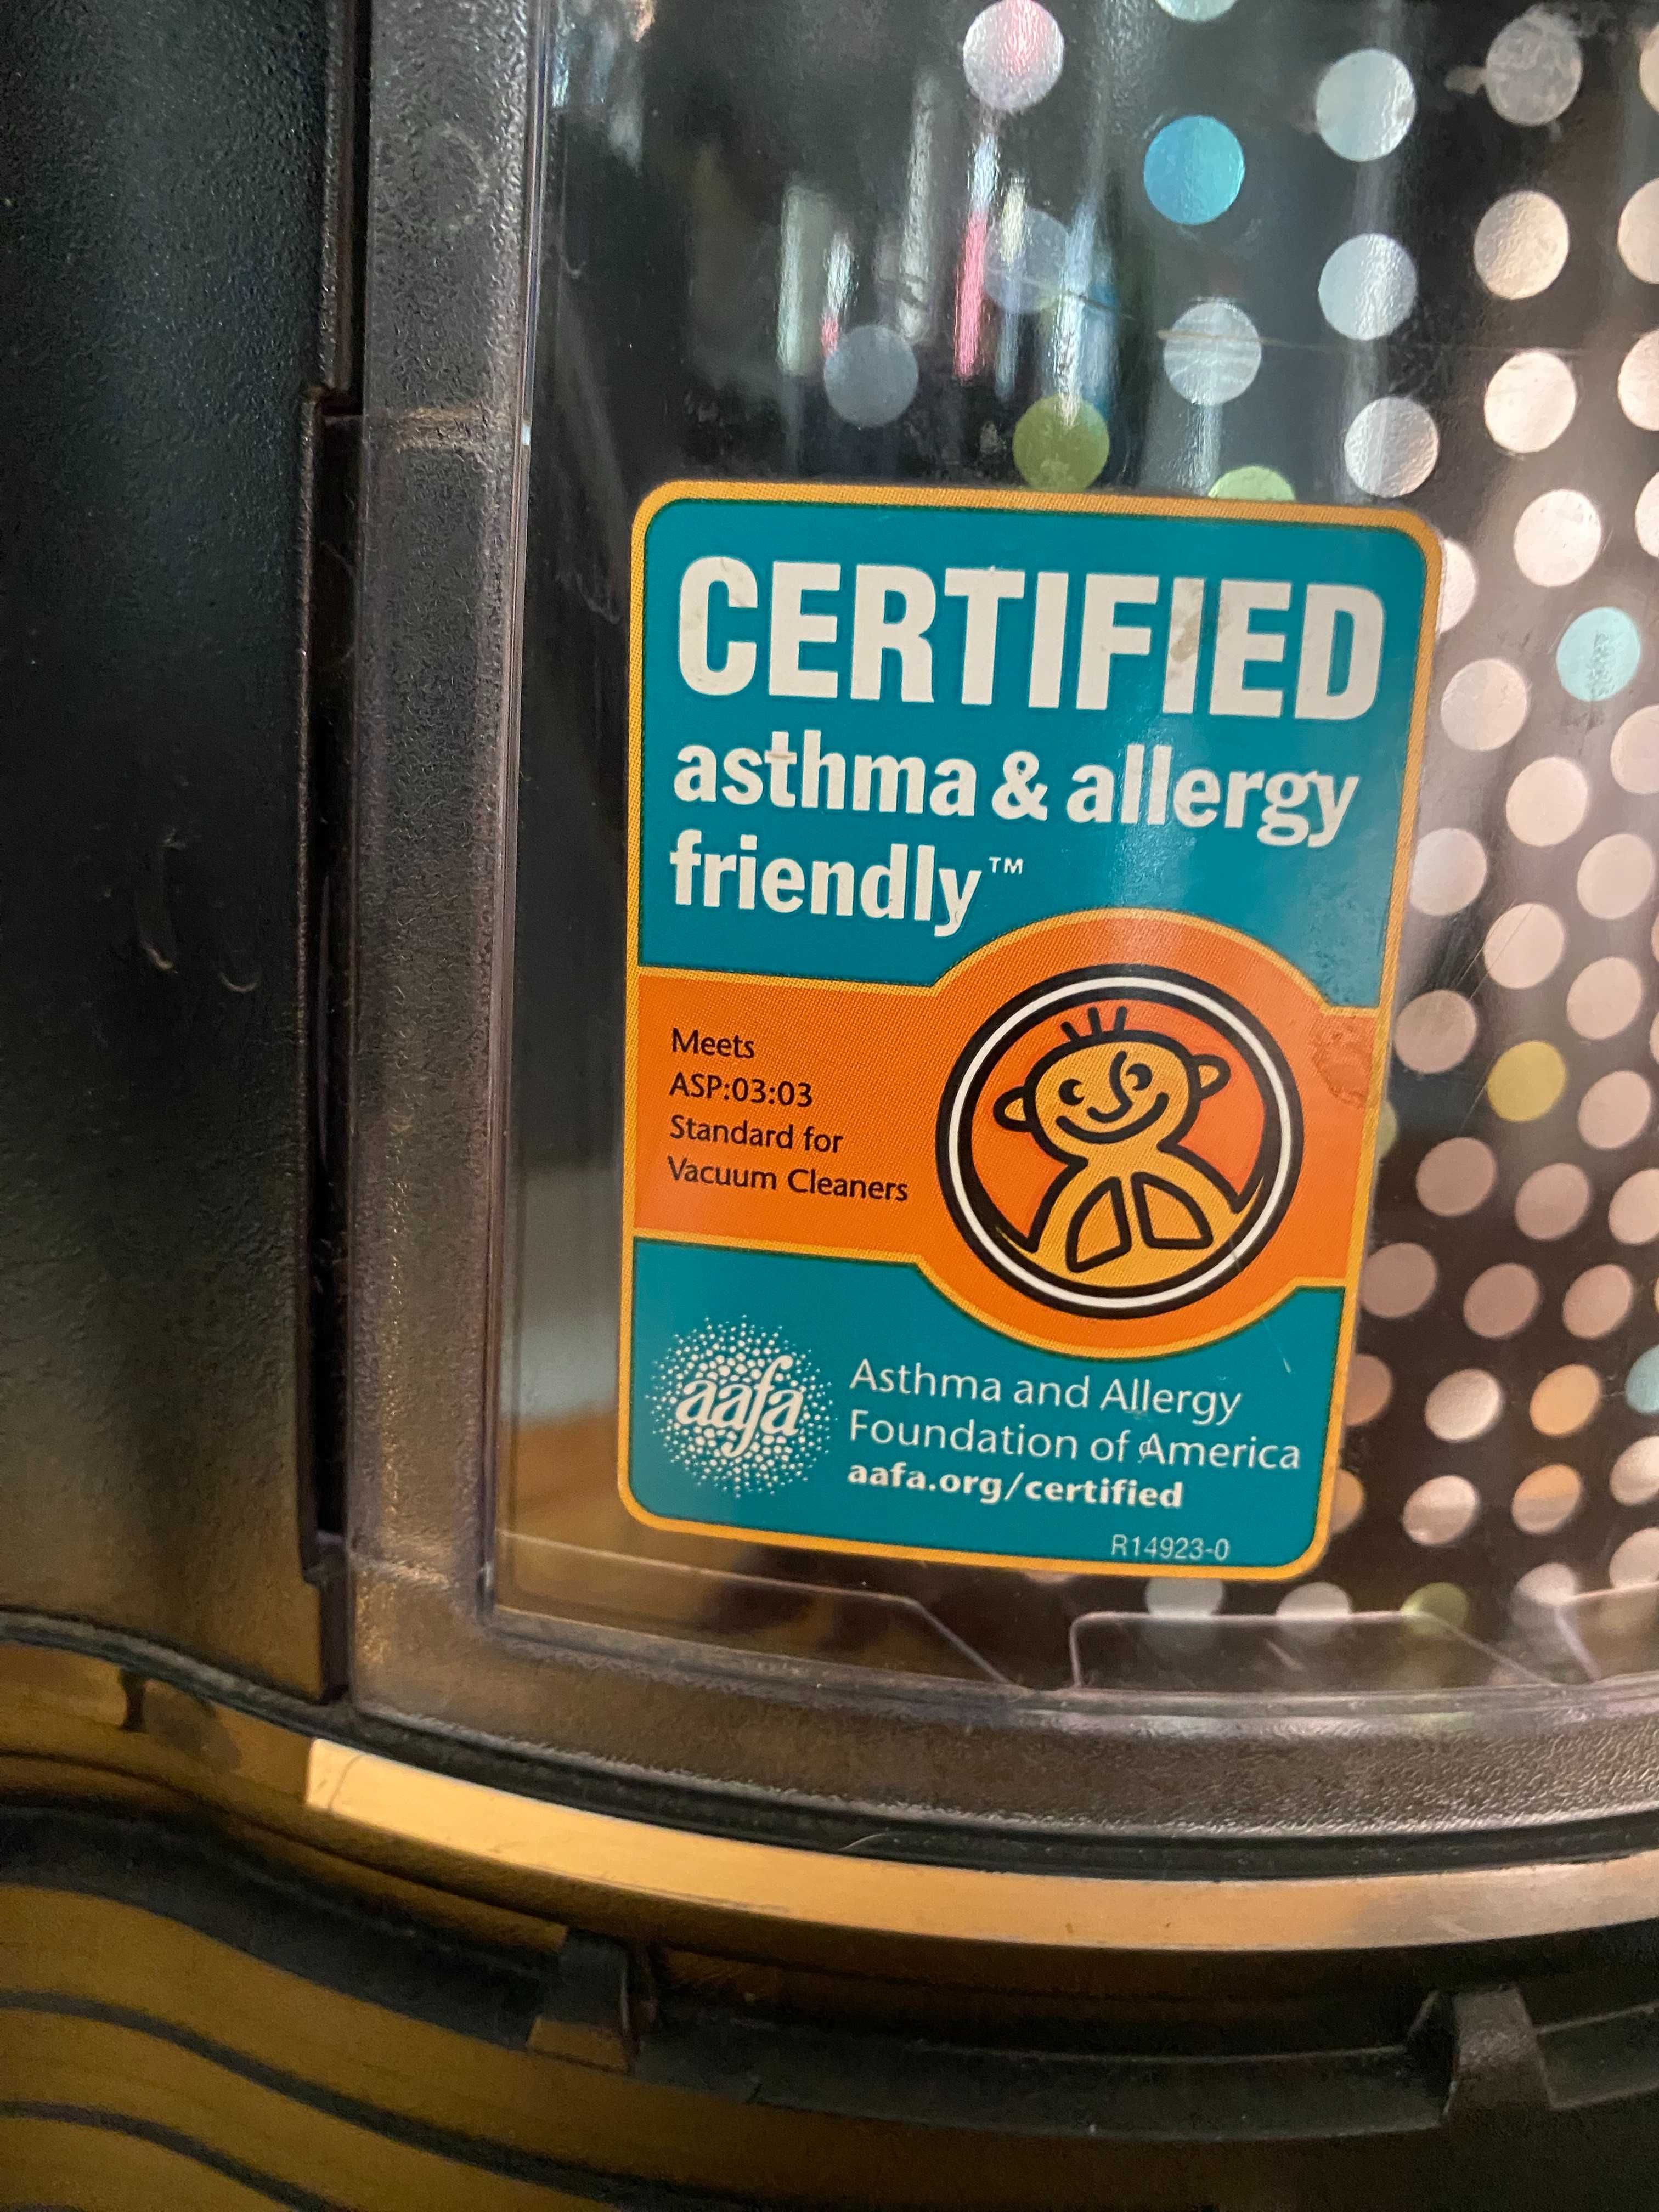 CERTIFIED
asthma & allergy
friendly™
Meets
ASP:03:03
Standard for
Vacuum Cleaners
aafa
Asthma and Allergy
Foundation of America
aafa.org/certified
R14923-0